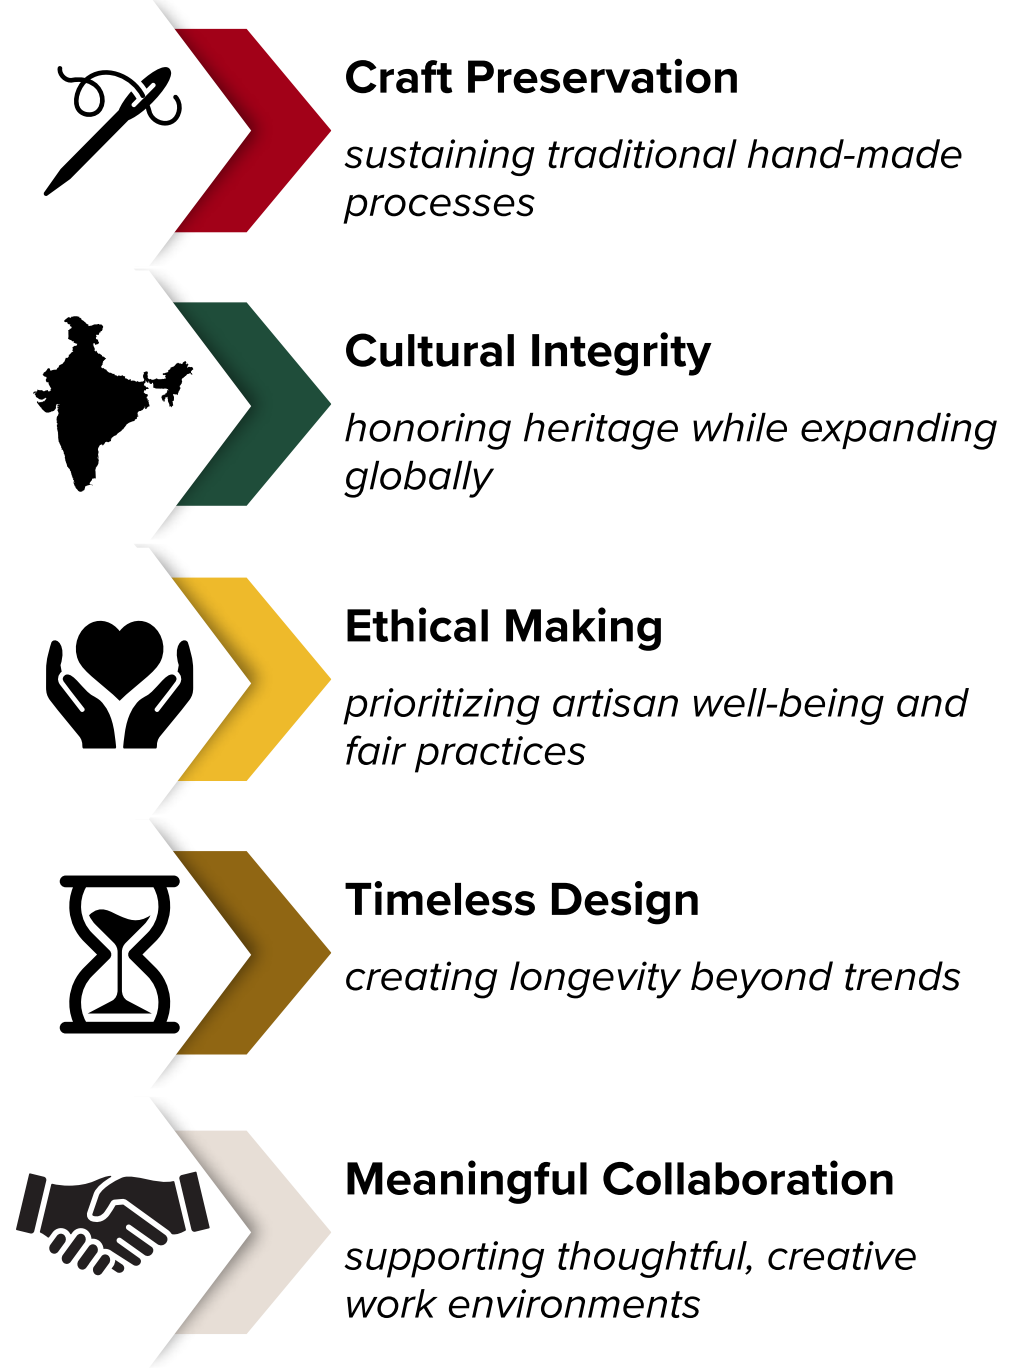 Craft Preservation
sustaining traditional hand-made
processes
Cultural Integrity
honoring heritage while expanding
globally
Ethical Making
prioritizing artisan well-being and
fair practices
Timeless Design
creating longevity beyond trends
Meaningful Collaboration
supporting thoughtful, creative
work environments